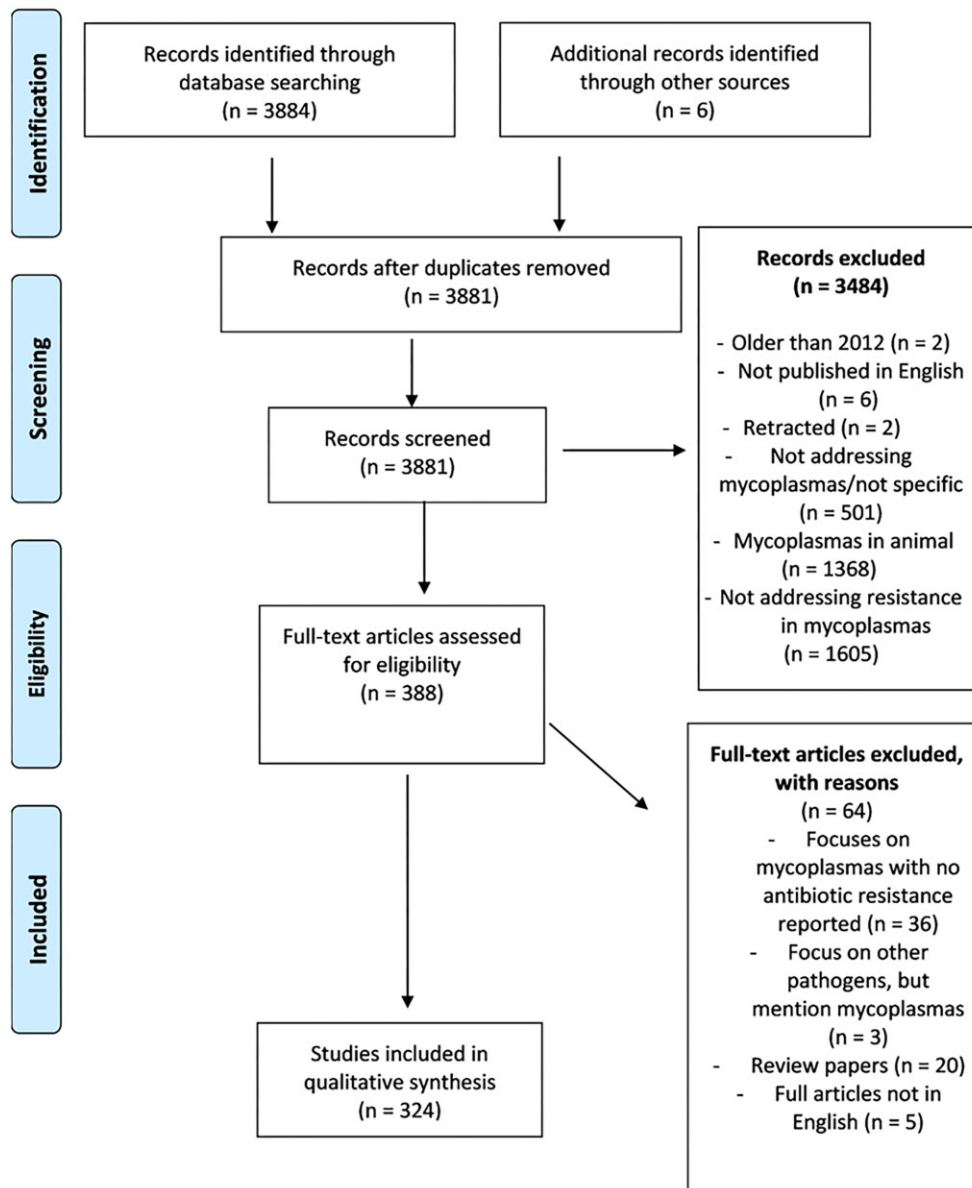 Identification
Records identified through
database searching
(n = 3884)
Additional records identified
through other sources
(n = 6)
Records after duplicates removed
(n = 3881)
Screening
Records screened
(n = 3881)
Records excluded
(n = 3484)
- Older than 2012 (n = 2)
- Not published in English
(n = 6)
- Retracted (n = 2)
- Not addressing
mycoplasmas/not specific
(n = 501)
- Mycoplasmas in animal
(n = 1368)
- Not addressing resistance
in mycoplasmas
(n = 1605)
Eligibility
Full-text articles assessed
for eligibility
(n = 388)
Full-text articles excluded,
with reasons
(n = 64)
- Focuses on
mycoplasmas with no
antibiotic resistance
reported (n = 36)
- Focus on other
pathogens, but
mention mycoplasmas
(n = 3)
- Review papers (n = 20)
- Full articles not in
English (n = 5)
Included
Studies included in
qualitative synthesis
(n = 324)